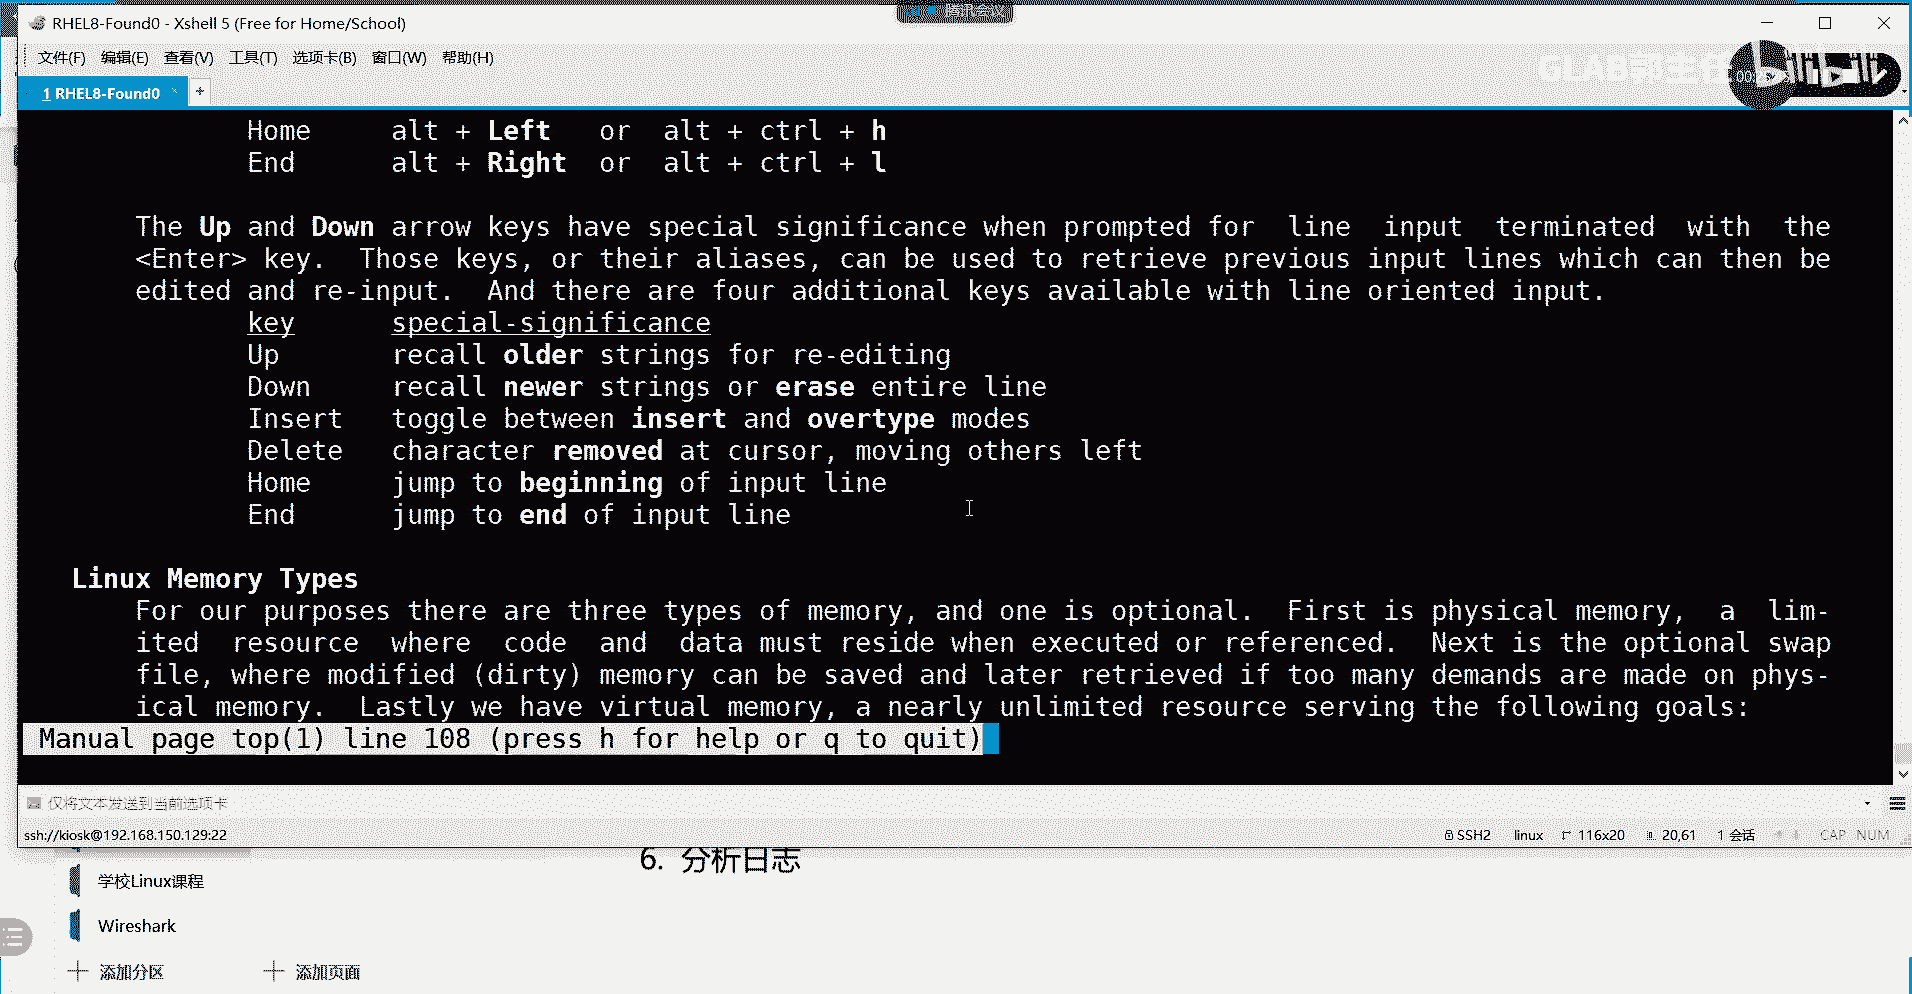 RHEL8-Found0 - Xshell 5 (Free for Home/School)
腾讯会议
文件(F) 编辑(E) 查看(V) 工具(T) 选项卡(B) 窗口(W) 帮助(H)
bilibili
1 RHEL8-Found0
Home alt + Left or alt + ctrl + h
End alt + Right or alt + ctrl + l
The Up and Down arrow keys have special significance when prompted for line input terminated with the
<Enter> key. Those keys, or their aliases, can be used to retrieve previous input lines which can then be
edited and re-input. And there are four additional keys available with line oriented input.
key special-significance
Up recall older strings for re-editing
Down recall newer strings or erase entire line
Insert toggle between insert and overtype modes
Delete character removed at cursor, moving others left
Home jump to beginning of input line
End jump to end of input line
Linux Memory Types
For our purposes there are three types of memory, and one is optional. First is physical memory, a lim-
ited resource where code and data must reside when executed or referenced. Next is the optional swap
file, where modified (dirty) memory can be saved and later retrieved if too many demands are made on phys-
ical memory. Lastly we have virtual memory, a nearly unlimited resource serving the following goals:
Manual page top(1) line 108 (press h for help or q to quit)
仅将文本发送到当前选项卡
ssh://kiosk@192.168.150.129:22 SSH2 linux 116x20 20,61 1 会话 CAP NUM
6. 分析日志
学校Linux课程
Wireshark
添加分区 添加页面